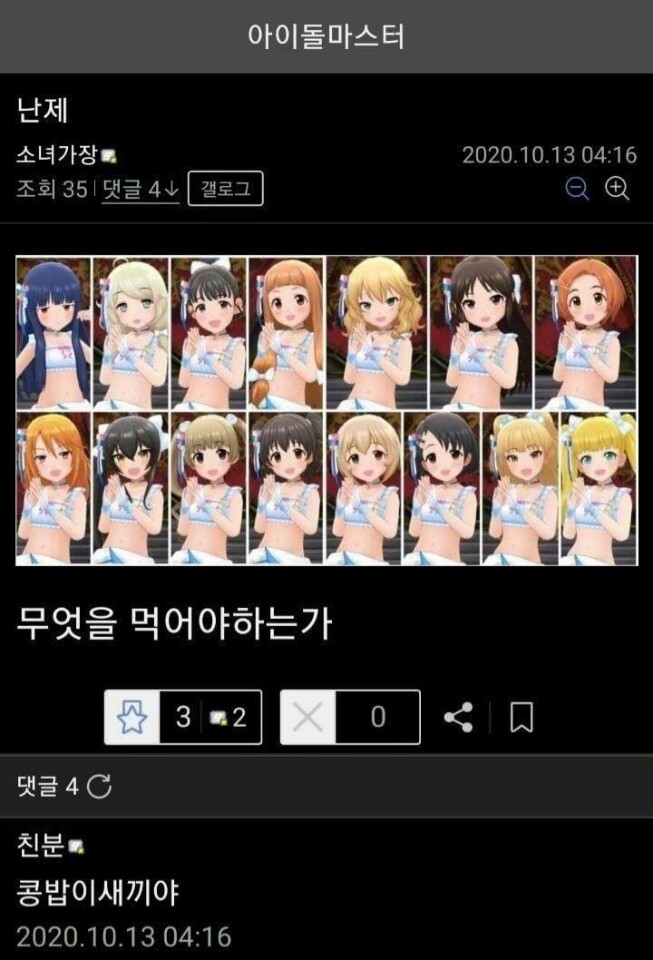 아이돌마스터
난제
소녀가장
2020.10.13 04:16
조회 35 | 댓글 4↓ 갤로그
무엇을 먹어야하는가
3 2 0
댓글 4
친분
콩밥이새끼야
2020.10.13 04:16